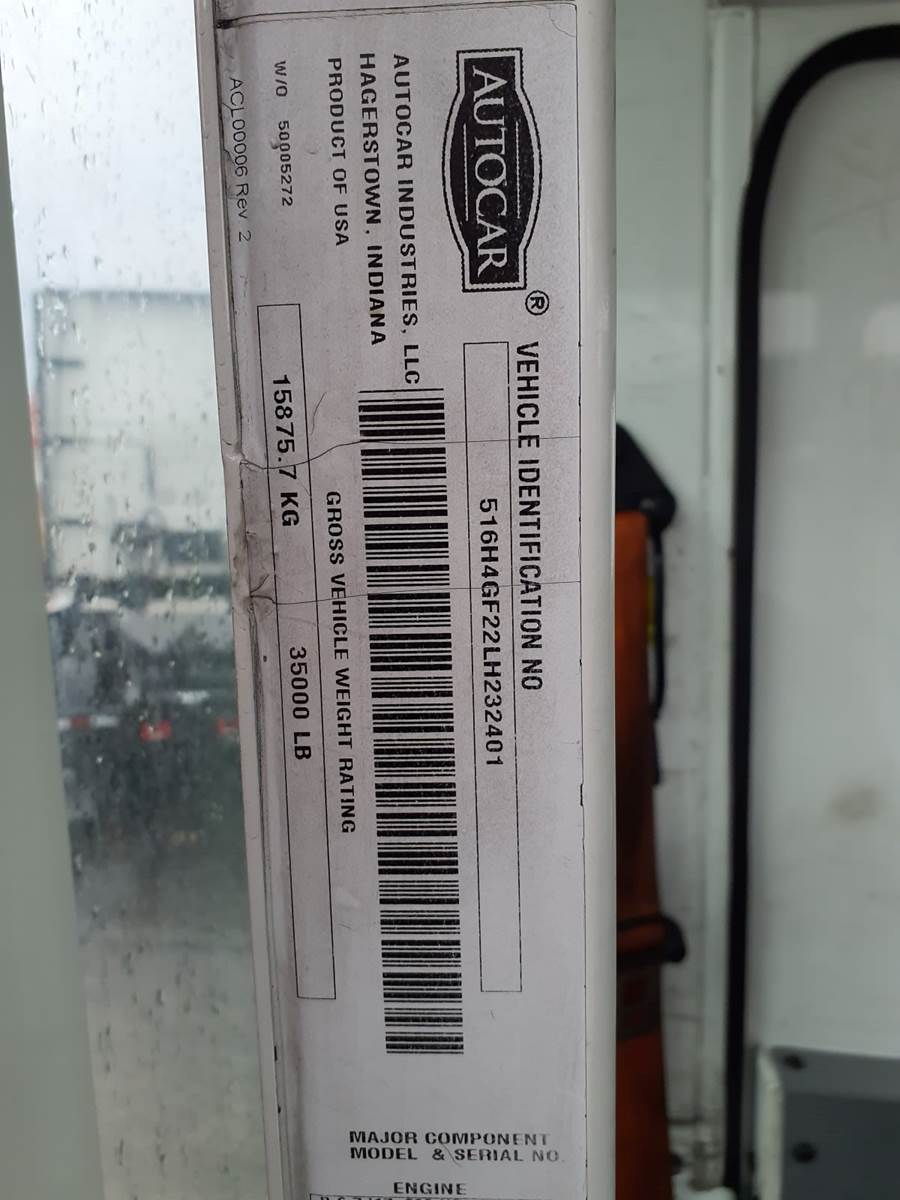 AUTOCAR®
AUTOCAR INDUSTRIES, LLC
HAGERSTOWN, INDIANA
PRODUCT OF USA
W/O 50005272
ACL00006 Rev. 2
VEHICLE IDENTIFICATION NO
516H4GF22LH232401
GROSS VEHICLE WEIGHT RATING
15875.7 KG 35000 LB
MAJOR COMPONENT
MODEL & SERIAL NO.
ENGINE